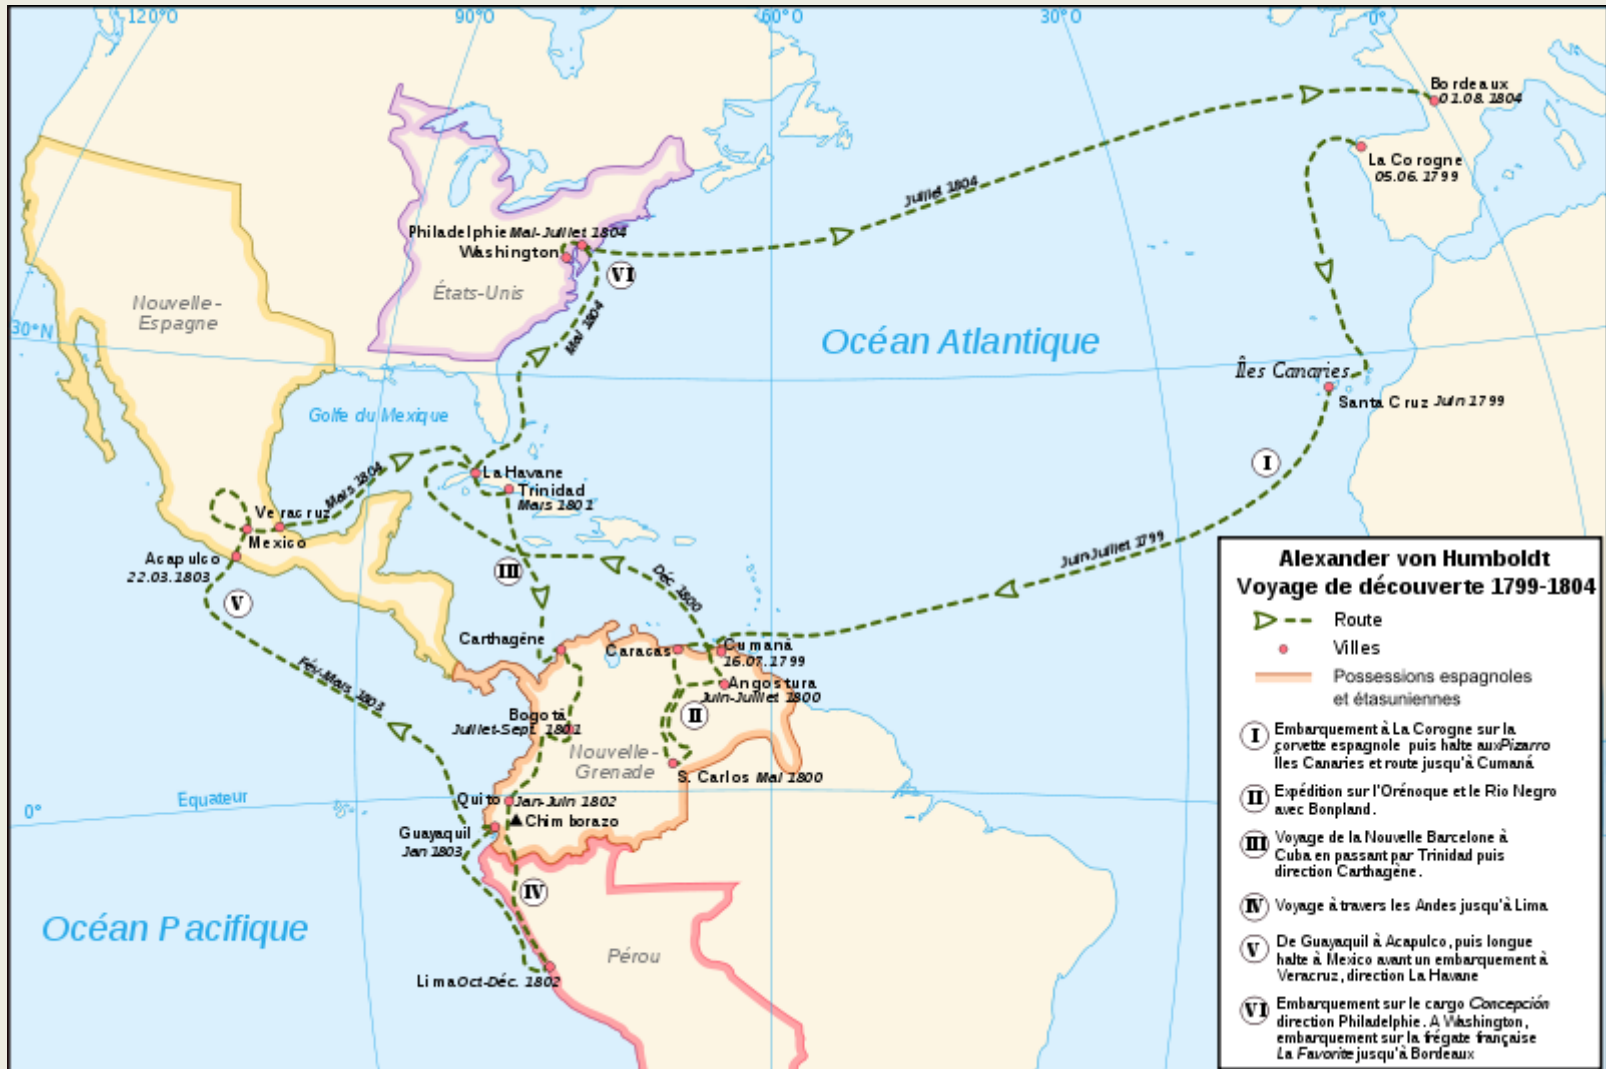 120°O
90°O
60°O
30°O
0°
Bordeaux
01.08.1804
La Corogne
05.06.1799
Juillet 1804
Philadelphie Mai-Juillet 1804
Washington
VI
États-Unis
Nouvelle-
Espagne
Mai 1804
30°N
Océan Atlantique
Îles Canaries
Santa Cruz Juin 1799
Golfe du Mexique
I
La Havane
Mars 1804
Trinidad
Mars 1801
Veracruz
Mexico
Acapulco
22.03.1803
Juin-Juillet 1799
III
Déc. 1800
V
Carthagène
Caracas
Cumaná
16.07.1799
Angostura
Juin-Juillet 1800
Fév-Mars 1803
II
Bogotá
Juillet-Sept. 1801
Nouvelle-
Grenade
S. Carlos Mai 1800
Equateur
0°
Quito
Jan-Juin 1802
Chimborazo
Guayaquil
Jan 1803
IV
Océan Pacifique
Pérou
Lima Oct-Déc. 1802
Alexander von Humboldt
Voyage de découverte 1799-1804
Route
Villes
Possessions espagnoles
et étasuniennes
I Embarquement à La Corogne sur la
corvette espagnole puis halte aux Pizarro
Îles Canaries et route jusqu'à Cumaná
II Expédition sur l'Orénoque et le Rio Negro
avec Bonpland.
III Voyage de la Nouvelle Barcelone à
Cuba en passant par Trinidad puis
direction Carthagène.
IV Voyage à travers les Andes jusqu'à Lima
V De Guayaquil à Acapulco, puis longue
halte à Mexico avant un embarquement à
Veracruz, direction La Havane
VI Embarquement sur le cargo Concepción
direction Philadelphie. A Washington,
embarquement sur la frégate française
La Favorite jusqu'à Bordeaux